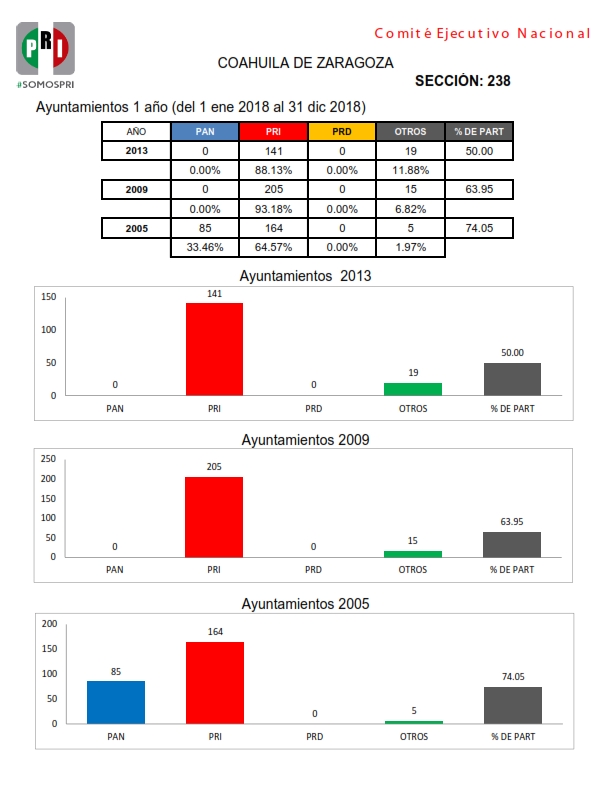 Comité Ejecutivo Nacional
PRI
#SOMOSPRI
COAHUILA DE ZARAGOZA
SECCIÓN: 238
Ayuntamientos 1 año (del 1 ene 2018 al 31 dic 2018)
AÑO PAN PRI PRD OTROS % DE PART
2013 0 141 0 19 50.00
0.00% 88.13% 0.00% 11.88%
2009 0 205 0 15 63.95
0.00% 93.18% 0.00% 6.82%
2005 85 164 0 5 74.05
33.46% 64.57% 0.00% 1.97%
Ayuntamientos 2013
150
100
50
0
0 141 0 19 50.00
PAN PRI PRD OTROS % DE PART
Ayuntamientos 2009
250
200
150
100
50
0
0 205 0 15 63.95
PAN PRI PRD OTROS % DE PART
Ayuntamientos 2005
200
150
100
50
0
85 164 0 5 74.05
PAN PRI PRD OTROS % DE PART